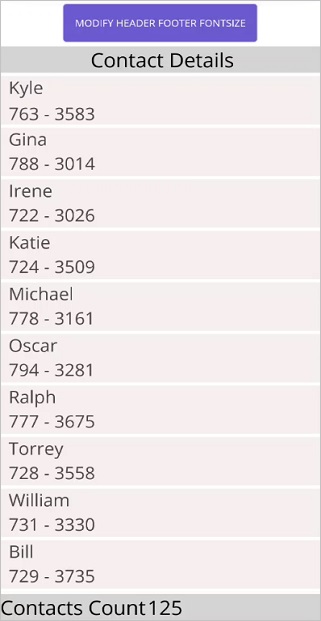 MODIFY HEADER FOOTER FONTSIZE
Contact Details
Kyle
763 - 3583
Gina
788 - 3014
Irene
722 - 3026
Katie
724 - 3509
Michael
778 - 3161
Oscar
794 - 3281
Ralph
777 - 3675
Torrey
728 - 3558
William
731 - 3330
Bill
729 - 3735
Contacts Count125